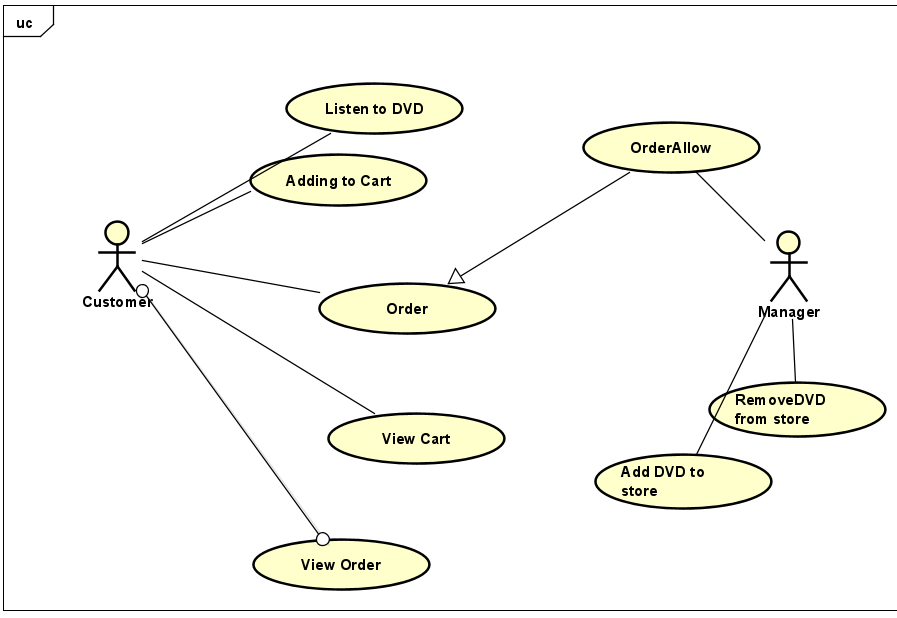 uc
Listen to DVD
OrderAllow
Adding to Cart
Customer
Order
Manager
RemoveDVD
from store
View Cart
Add DVD to
store
View Order